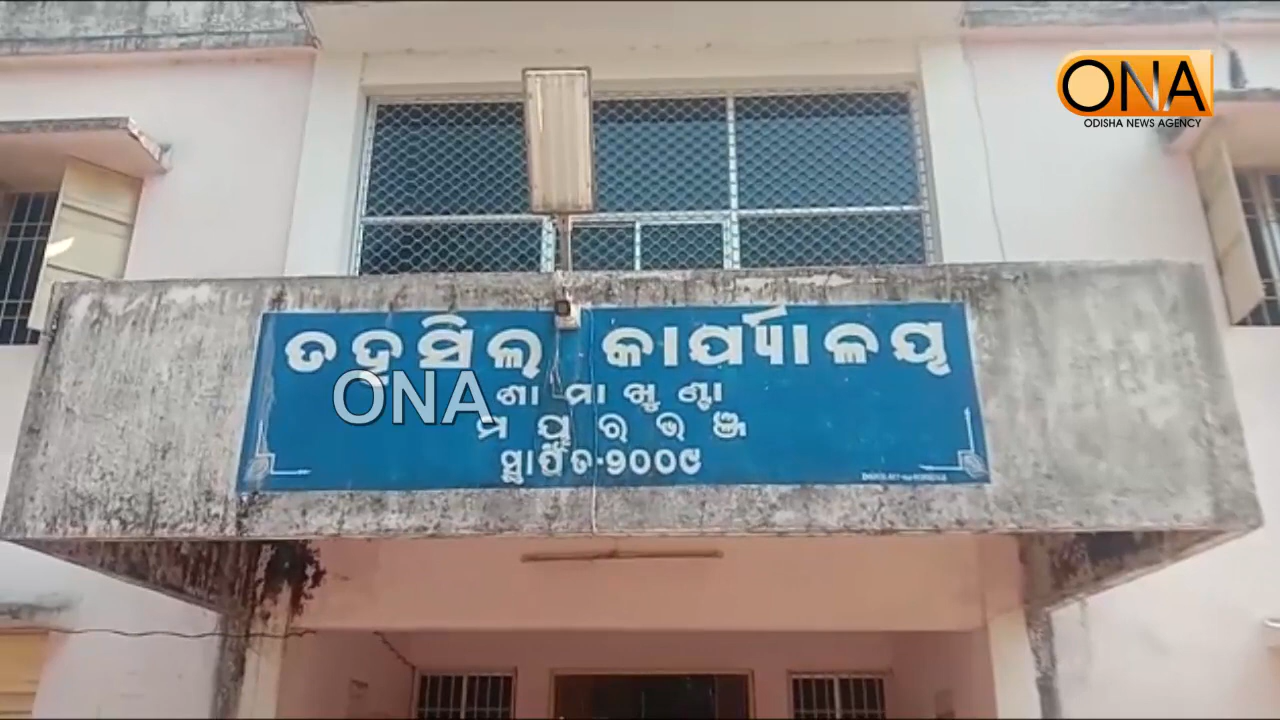 ONA
ODISHA NEWS AGENCY
ତହସିଲ କାର୍ଯ୍ୟାଳୟ
ONA
ଶାମାଖୁଣ୍ଟା
ମୟୂରଭଞ୍ଜ
ସ୍ଥାପିତ-୨୦୦୯